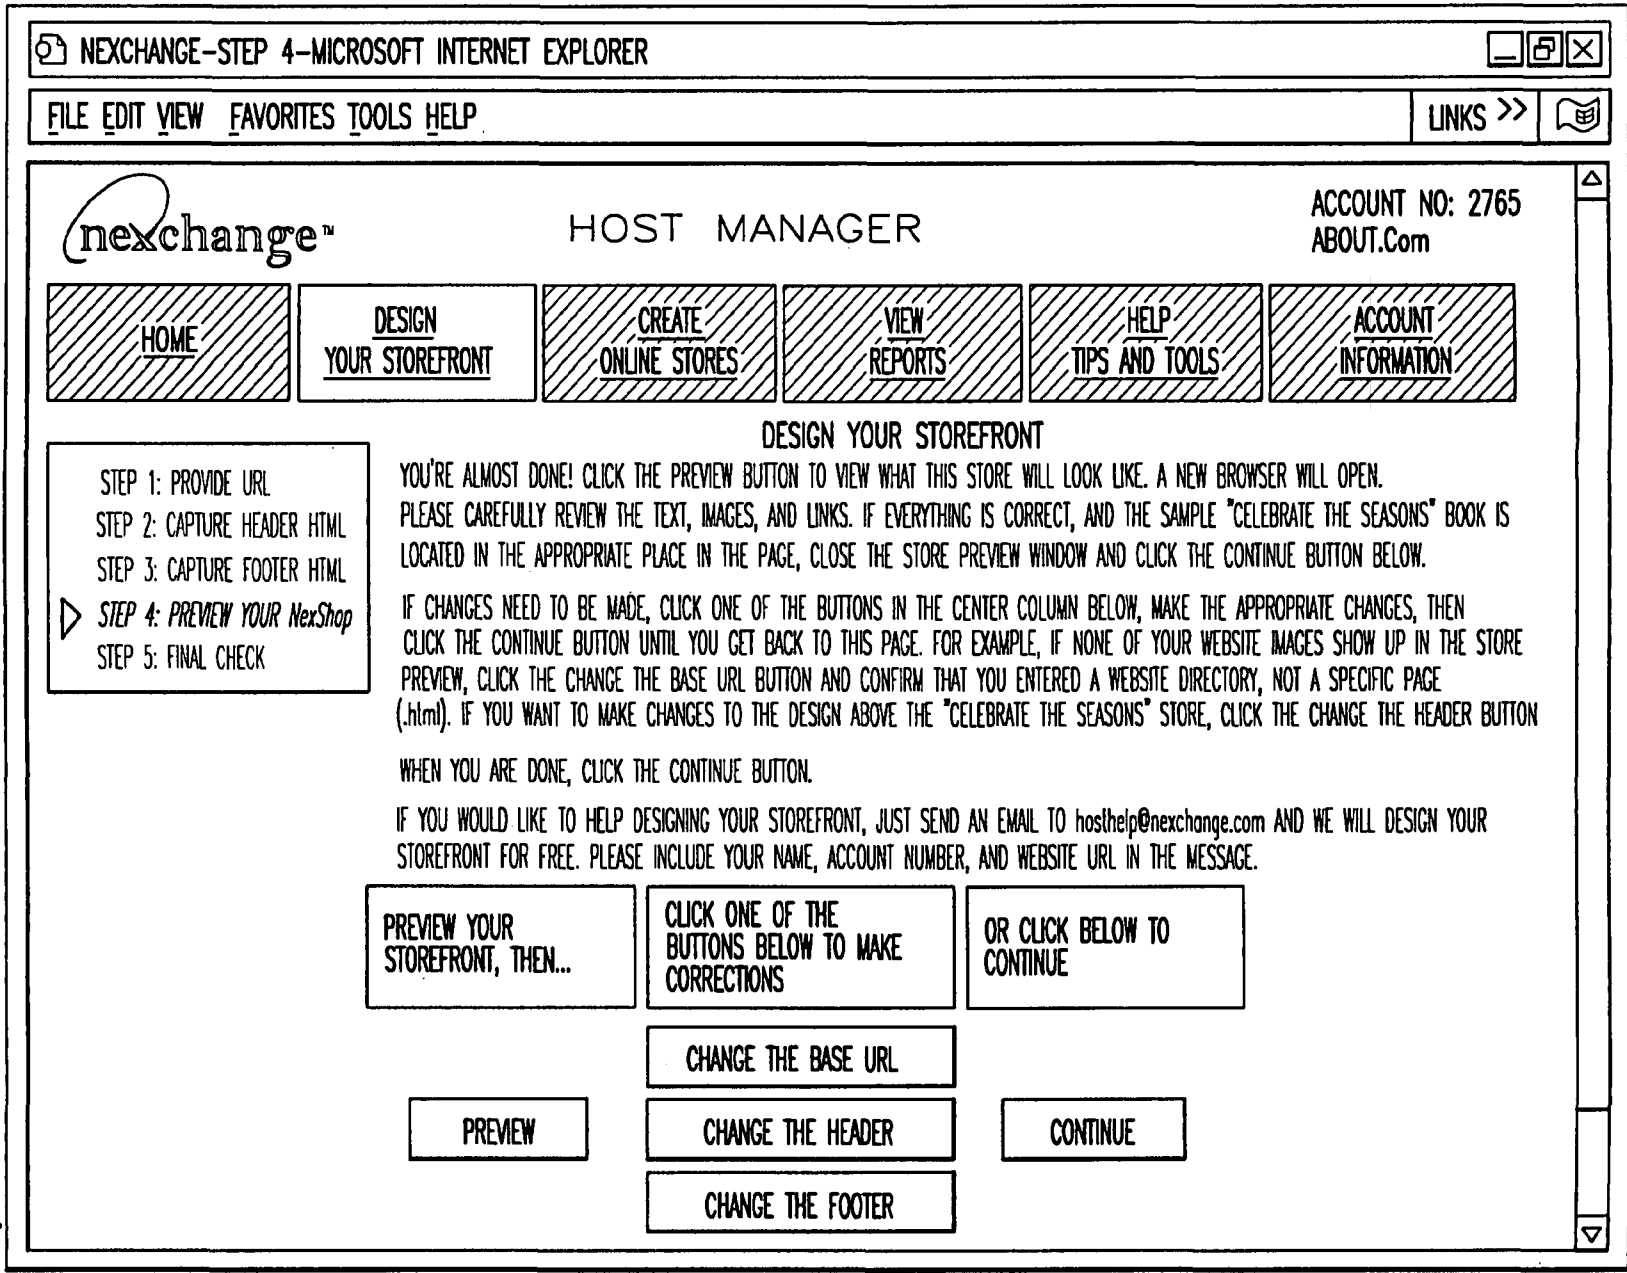 NEXCHANGE-STEP 4-MICROSOFT INTERNET EXPLORER
FILE EDIT VIEW FAVORITES TOOLS HELP
LINKS >>
nexchange™
HOST MANAGER
ACCOUNT NO: 2765
ABOUT.Com
HOME
DESIGN
YOUR STOREFRONT
CREATE
ONLINE STORES
VIEW
REPORTS
HELP
TIPS AND TOOLS
ACCOUNT
INFORMATION
STEP 1: PROVIDE URL
STEP 2: CAPTURE HEADER HTML
STEP 3: CAPTURE FOOTER HTML
STEP 4: PREVIEW YOUR NexShop
STEP 5: FINAL CHECK
DESIGN YOUR STOREFRONT
YOU'RE ALMOST DONE! CLICK THE PREVIEW BUTTON TO VIEW WHAT THIS STORE WILL LOOK LIKE. A NEW BROWSER WILL OPEN.
PLEASE CAREFULLY REVIEW THE TEXT, IMAGES, AND LINKS. IF EVERYTHING IS CORRECT, AND THE SAMPLE "CELEBRATE THE SEASONS" BOOK IS
LOCATED IN THE APPROPRIATE PLACE IN THE PAGE, CLOSE THE STORE PREVIEW WINDOW AND CLICK THE CONTINUE BUTTON BELOW.
IF CHANGES NEED TO BE MADE, CLICK ONE OF THE BUTTONS IN THE CENTER COLUMN BELOW, MAKE THE APPROPRIATE CHANGES, THEN
CLICK THE CONTINUE BUTTON UNTIL YOU GET BACK TO THIS PAGE. FOR EXAMPLE, IF NONE OF YOUR WEBSITE IMAGES SHOW UP IN THE STORE
PREVIEW, CLICK THE CHANGE THE BASE URL BUTTON AND CONFIRM THAT YOU ENTERED A WEBSITE DIRECTORY, NOT A SPECIFIC PAGE
(.html). IF YOU WANT TO MAKE CHANGES TO THE DESIGN ABOVE THE "CELEBRATE THE SEASONS" STORE, CLICK THE CHANGE THE HEADER BUTTON
WHEN YOU ARE DONE, CLICK THE CONTINUE BUTTON.
IF YOU WOULD LIKE TO HELP DESIGNING YOUR STOREFRONT, JUST SEND AN EMAIL TO hosthelp@nexchange.com AND WE WILL DESIGN YOUR
STOREFRONT FOR FREE. PLEASE INCLUDE YOUR NAME, ACCOUNT NUMBER, AND WEBSITE URL IN THE MESSAGE.
PREVIEW YOUR
STOREFRONT, THEN...
CLICK ONE OF THE
BUTTONS BELOW TO MAKE
CORRECTIONS
OR CLICK BELOW TO
CONTINUE
CHANGE THE BASE URL
PREVIEW
CHANGE THE HEADER
CONTINUE
CHANGE THE FOOTER